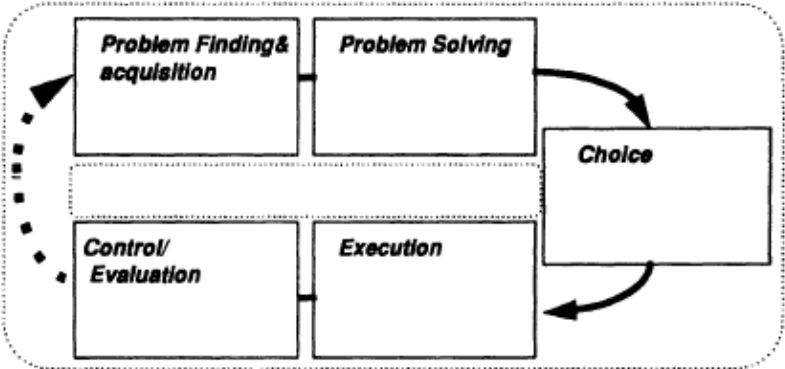 Problem Finding&
acquisition
Problem Solving
Choice
Control/
Evaluation
Execution